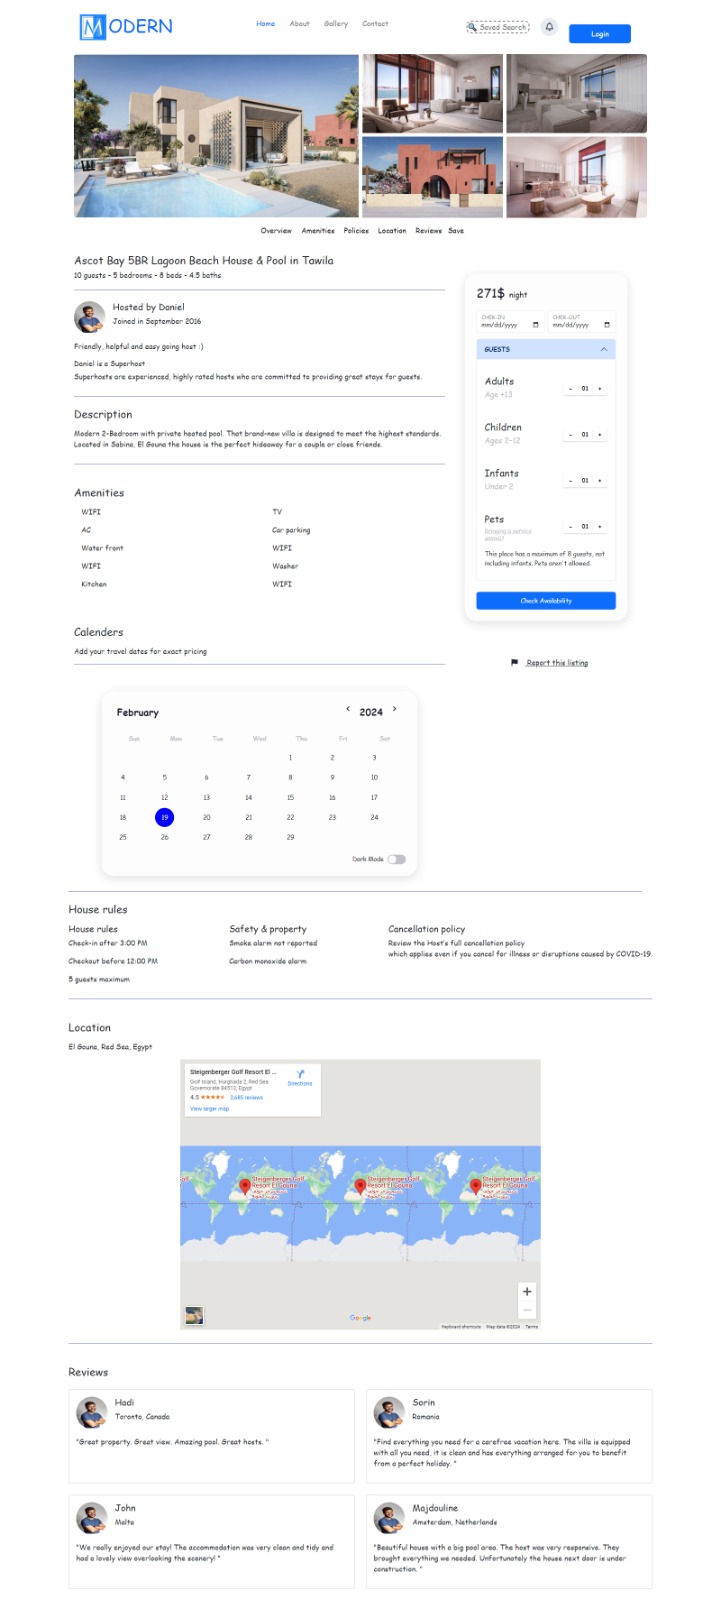 MODERN
Home About Gallery Contact
Saved Search
Login
Overview Amenities Policies Location Reviews Save
Ascot Bay 5BR Lagoon Beach House & Pool in Tawila
10 guests - 5 bedrooms - 8 beds - 4.5 baths
Hosted by Daniel
Joined in September 2016
Friendly, helpful and easy going host :)
Daniel is a Superhost
Superhosts are experienced, highly rated hosts who are committed to providing great stays for guests.
Description
Modern 2-Bedroom with private heated pool. That brand-new villa is designed to meet the highest standards.
Located in Sabina, El Gouna the house is the perfect hideaway for a couple or close friends.
Amenities
WIFI TV
AC Car parking
Water front WIFI
WIFI Washer
Kitchen WIFI
Calenders
Add your travel dates for exact pricing
271$ night
CHEK-IN CHEK-OUT
mm/dd/yyyy mm/dd/yyyy
GUESTS
Adults
Age +13
- 01 +
Children
Ages 2-12
- 01 +
Infants
Under 2
- 01 +
Pets
Bringing a service
animal?
- 01 +
This place has a maximum of 8 guests, not
including infants. Pets aren't allowed.
Check Availability
Report this listing
February < 2024 >
Sun Mon Tue Wed Thu Fri Sat
1 2 3
4 5 6 7 8 9 10
11 12 13 14 15 16 17
18 19 20 21 22 23 24
25 26 27 28 29
Dark Mode
House rules
House rules
Check-in after 3:00 PM
Checkout before 12:00 PM
5 guests maximum
Safety & property
Smoke alarm not reported
Carbon monoxide alarm
Cancellation policy
Review the Host's full cancellation policy
which applies even if you cancel for illness or disruptions caused by COVID-19.
Location
El Gouna, Red Sea, Egypt
Steigenberger Golf Resort El ...
Golf Island, Hurghada 2, Red Sea
Governorate 84513, Egypt
4.5 3,685 reviews
View larger map
Directions
Golf Steigenberger Golf Steigenberger Golf Steigenberger Golf
Resort El Gouna Resort El Gouna Resort El Gouna
Google
Keyboard shortcuts Map data ©2024 Terms
Reviews
Hadi
Toronto, Canada
"Great property. Great view. Amazing pool. Great hosts. "
Sorin
Romania
"Find everything you need for a carefree vacation here. The villa is equipped
with all you need, it is clean and has everything arranged for you to benefit
from a perfect holiday. "
John
Malta
"We really enjoyed our stay! The accommodation was very clean and tidy and
had a lovely view overlooking the scenery! "
Majdouline
Amsterdam, Netherlands
"Beautiful house with a big pool area. The host was very responsive. They
brought everything we needed. Unfortunately the house next door is under
construction. "